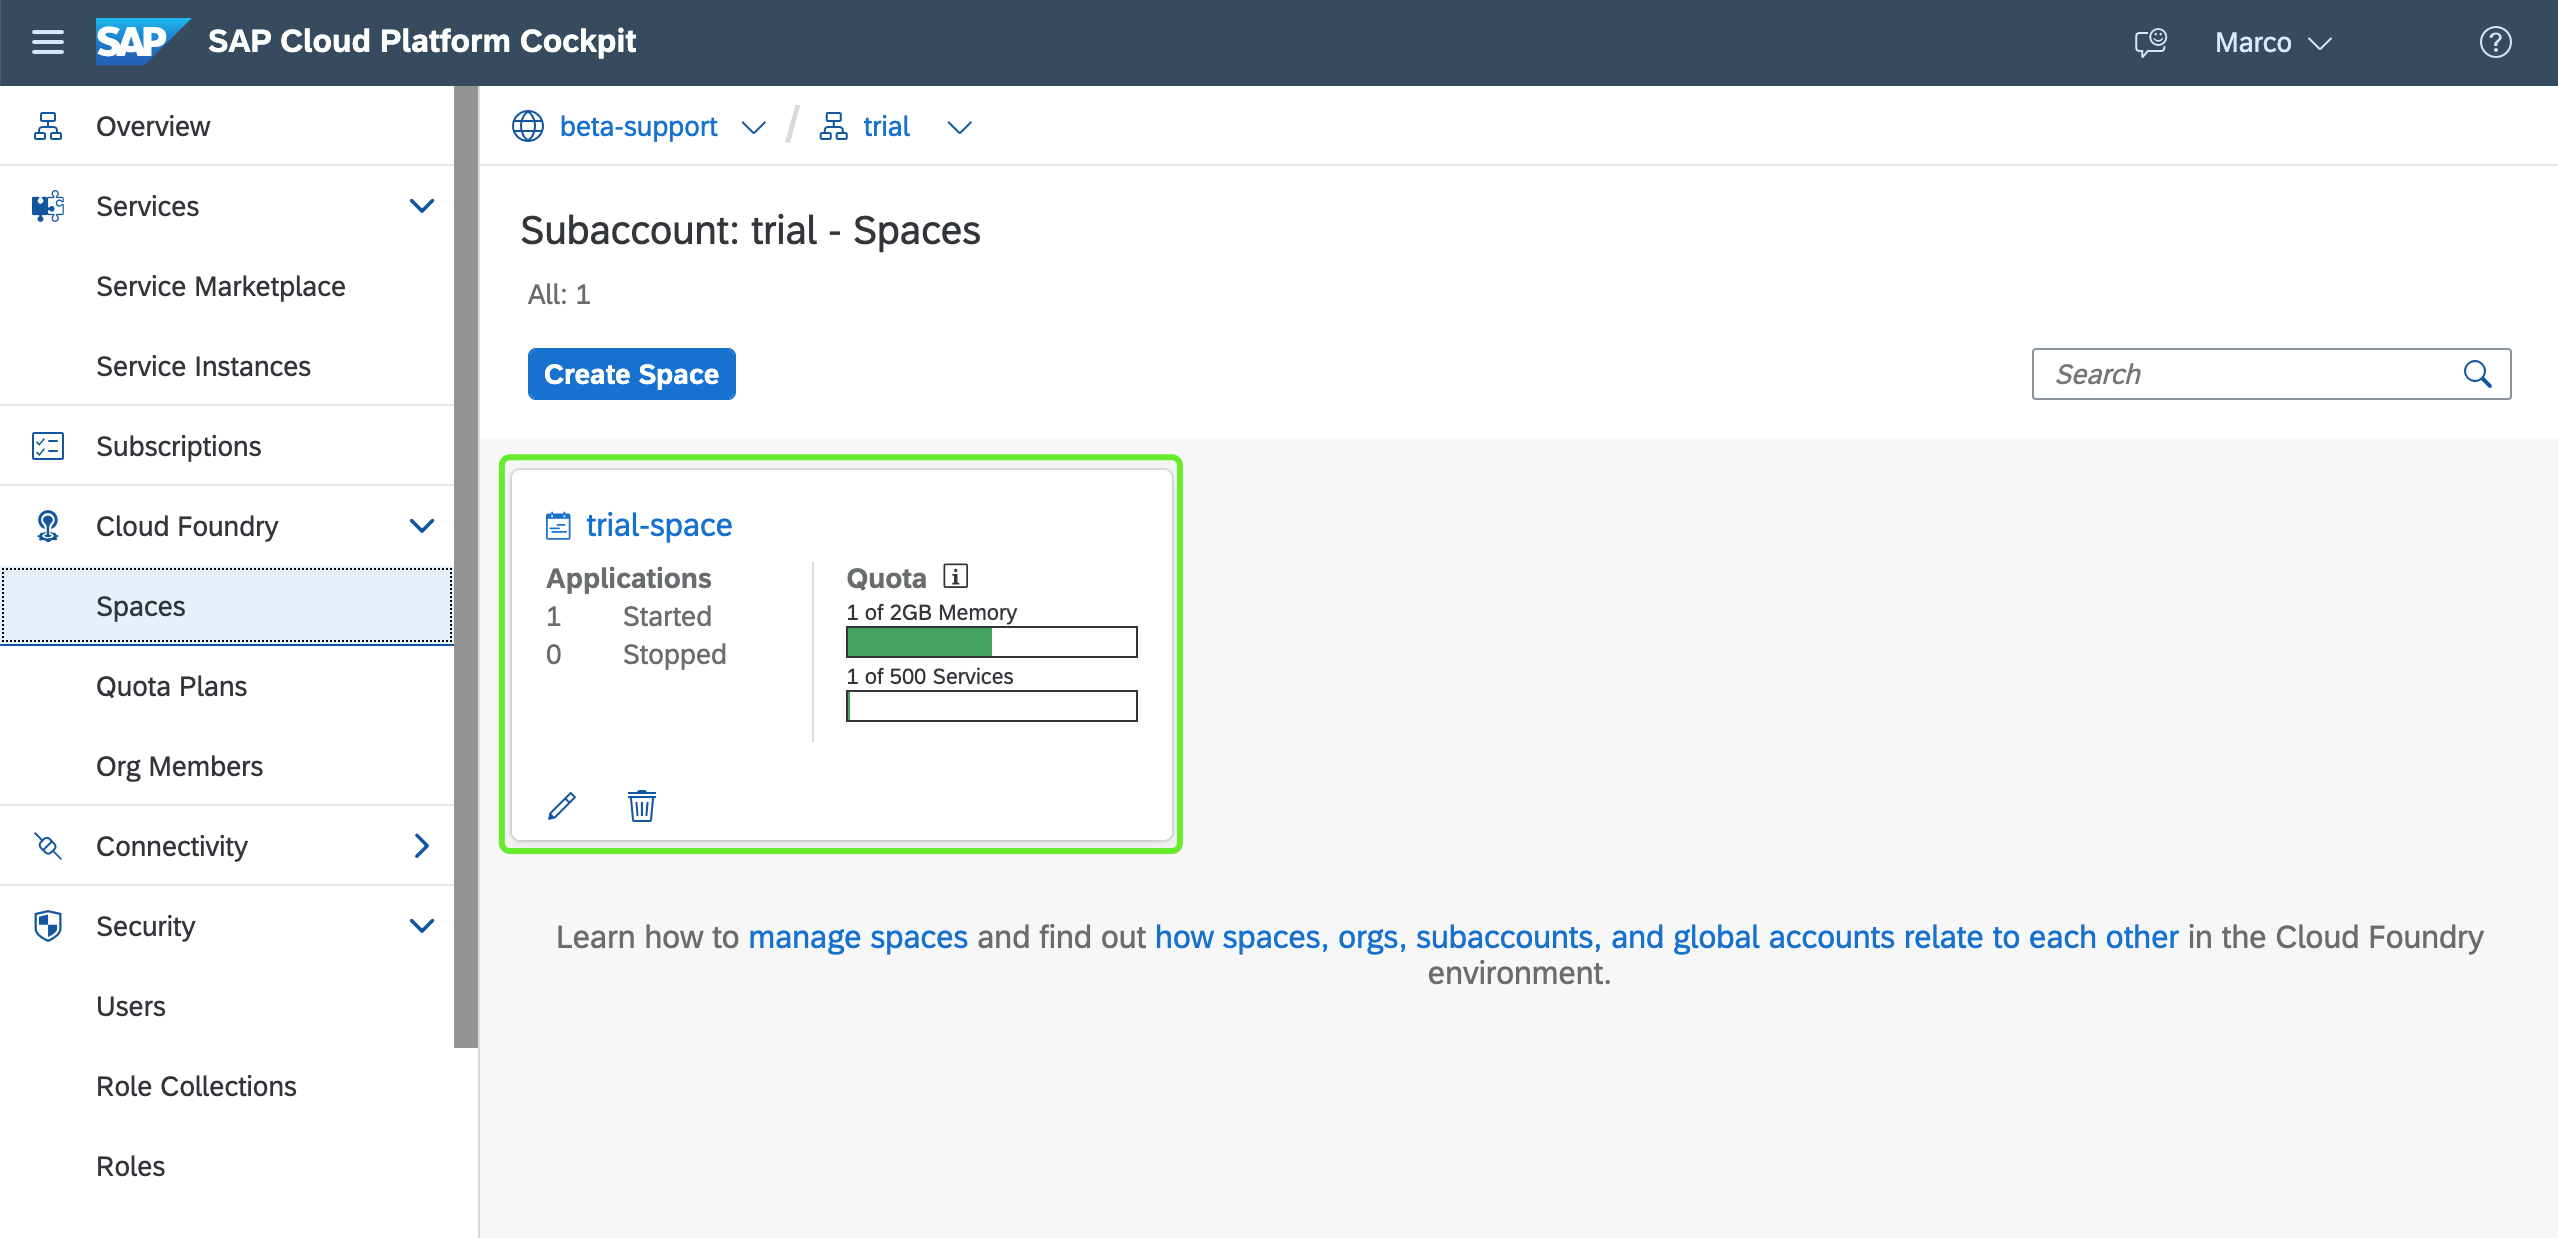 SAP SAP Cloud Platform Cockpit Marco
Overview
Services
Service Marketplace
Service Instances
Subscriptions
Cloud Foundry
Spaces
Quota Plans
Org Members
Connectivity
Security
Users
Role Collections
Roles
beta-support / trial
Subaccount: trial - Spaces
All: 1
Create Space
Search
trial-space
Applications
1 Started
0 Stopped
Quota
1 of 2GB Memory
1 of 500 Services
Learn how to manage spaces and find out how spaces, orgs, subaccounts, and global accounts relate to each other in the Cloud Foundry
environment.